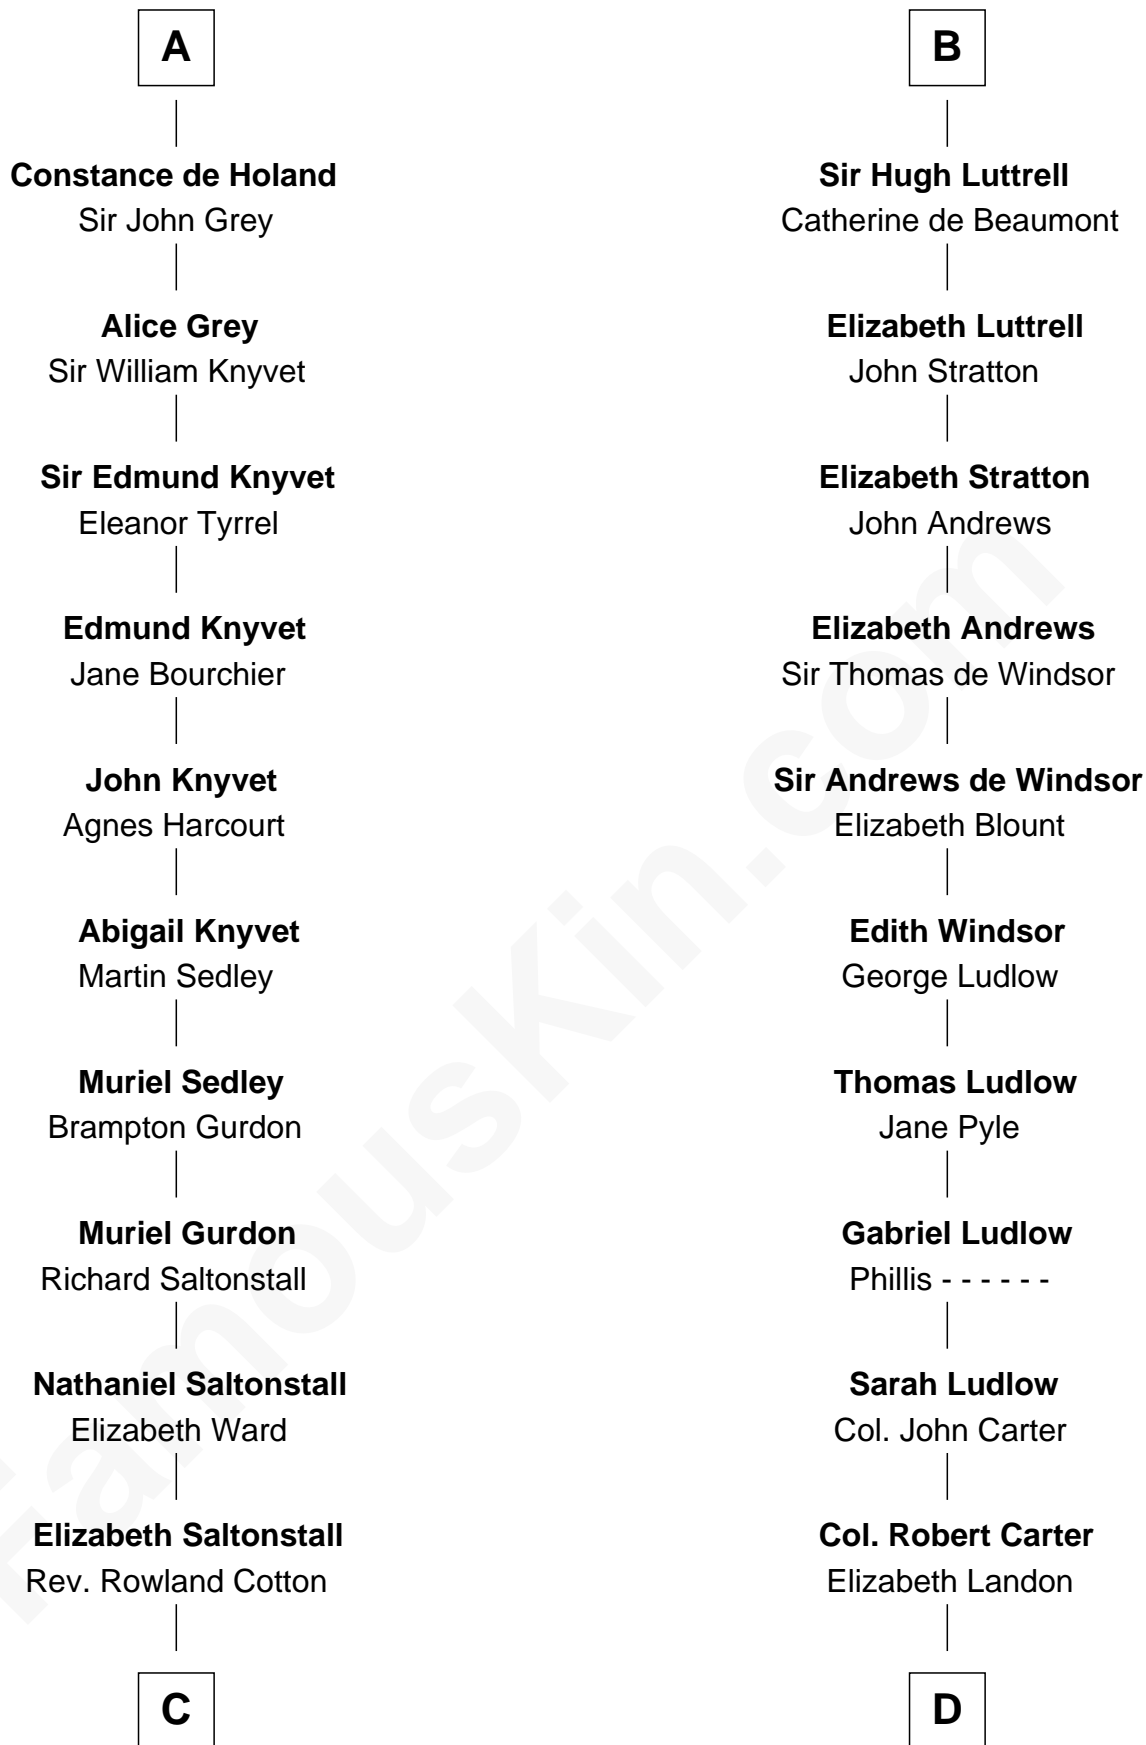 A
Constance de Holand
Sir John Grey
Alice Grey
Sir William Knyvet
Sir Edmund Knyvet
Eleanor Tyrrel
Edmund Knyvet
Jane Bourchier
John Knyvet
Agnes Harcourt
Abigail Knyvet
Martin Sedley
Muriel Sedley
Brampton Gurdon
Muriel Gurdon
Richard Saltonstall
Nathaniel Saltonstall
Elizabeth Ward
Elizabeth Saltonstall
Rev. Rowland Cotton
C
B
Sir Hugh Luttrell
Catherine de Beaumont
Elizabeth Luttrell
John Stratton
Elizabeth Stratton
John Andrews
Elizabeth Andrews
Sir Thomas de Windsor
Sir Andrews de Windsor
Elizabeth Blount
Edith Windsor
George Ludlow
Thomas Ludlow
Jane Pyle
Gabriel Ludlow
Phillis - - - - - -
Sarah Ludlow
Col. John Carter
Col. Robert Carter
Elizabeth Landon
D
FamousKin.com